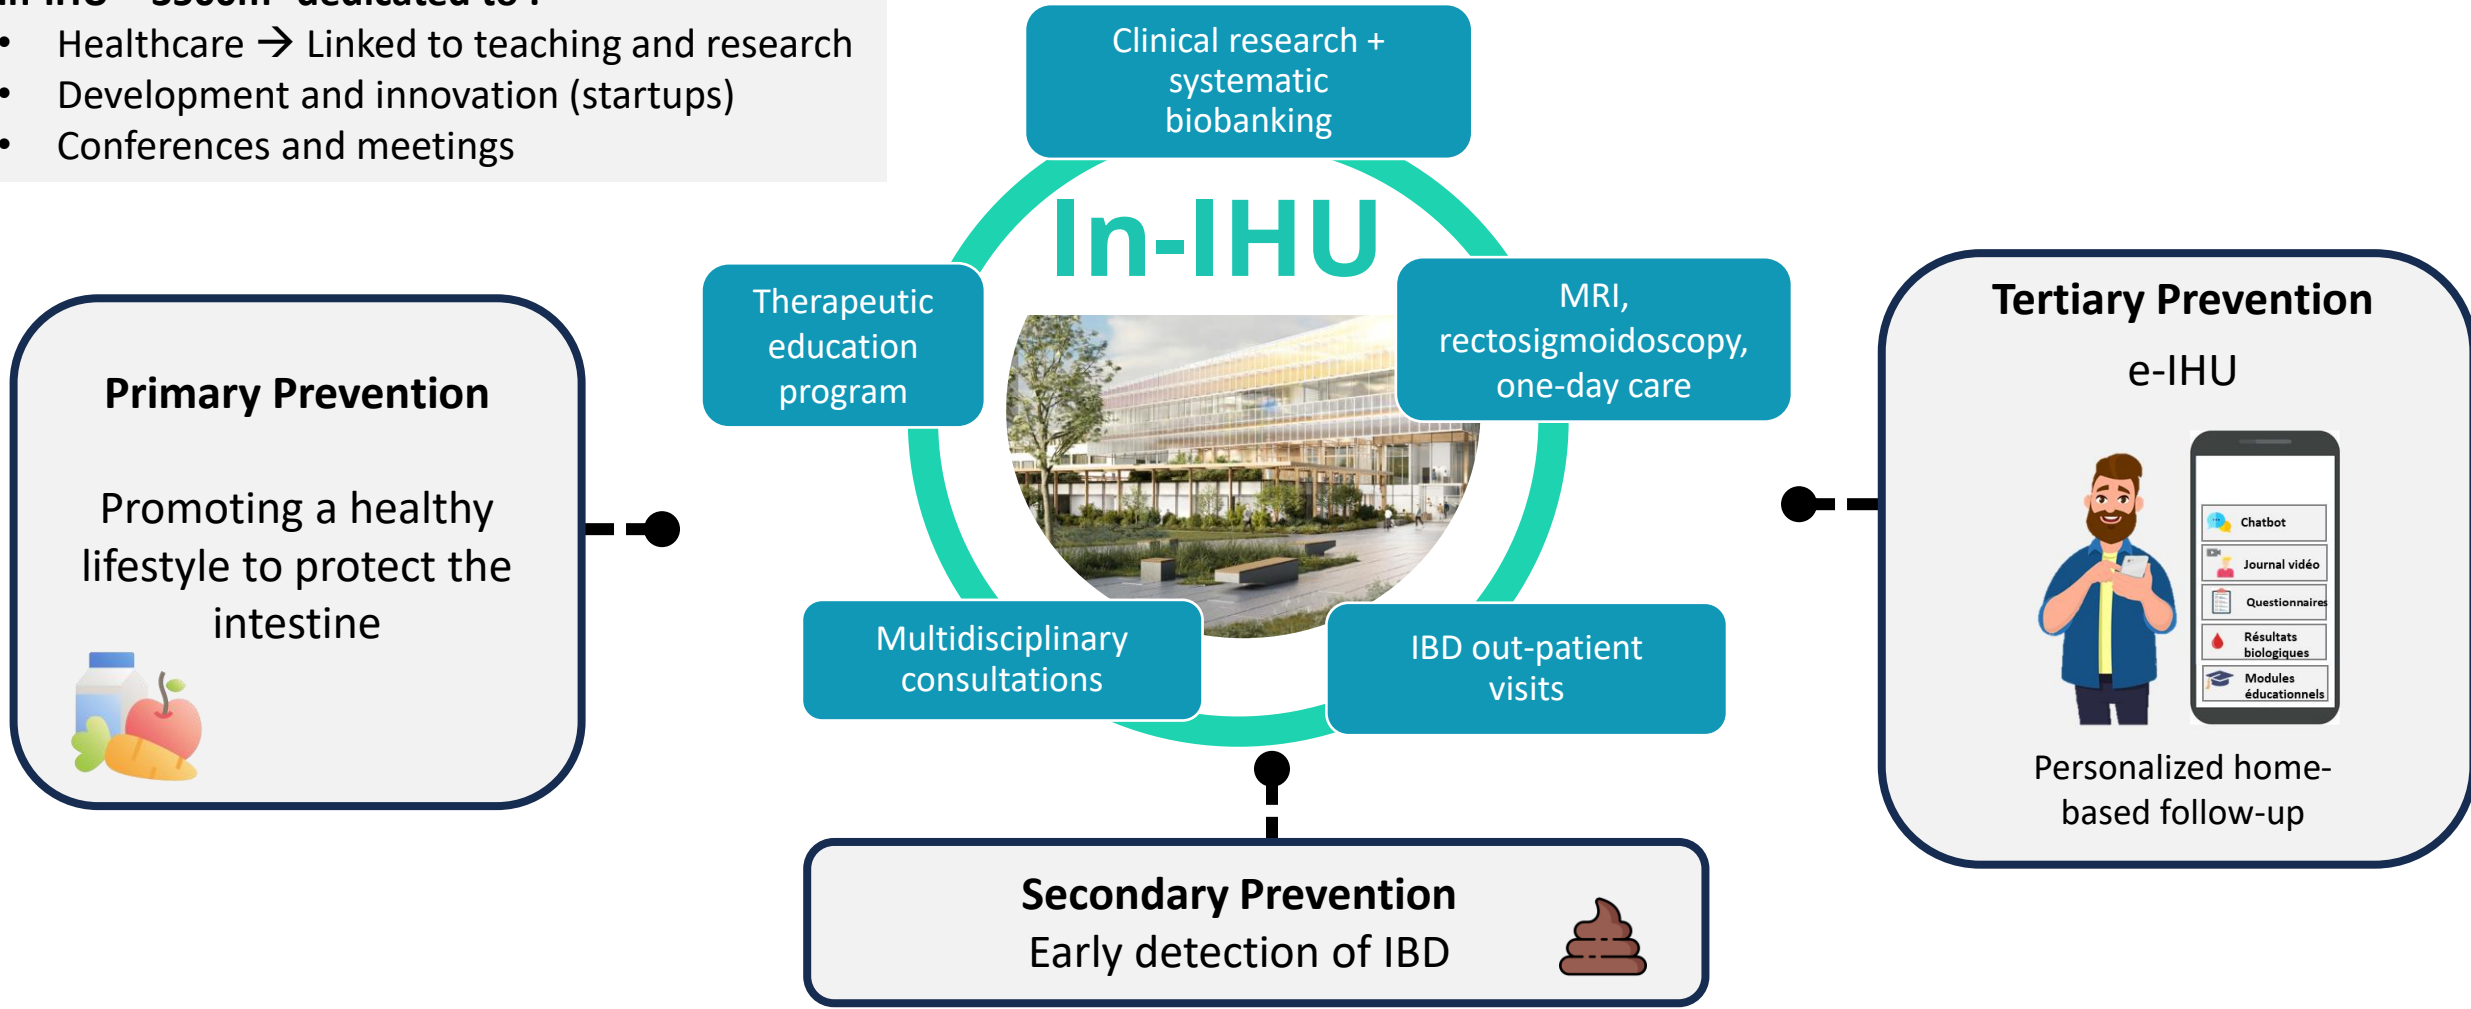 Healthcare → Linked to teaching and research
Development and innovation (startups)
Conferences and meetings
Clinical research +
systematic
biobanking
In-IHU
Therapeutic
education
program
MRI,
rectosigmoidoscopy,
one-day care
Multidisciplinary
consultations
IBD out-patient
visits
Primary Prevention
Promoting a healthy
lifestyle to protect the
intestine
Secondary Prevention
Early detection of IBD
Tertiary Prevention
e-IHU
Chatbot
Journal vidéo
Questionnaires
Résultats
biologiques
Modules
éducationnels
Personalized home-
based follow-up